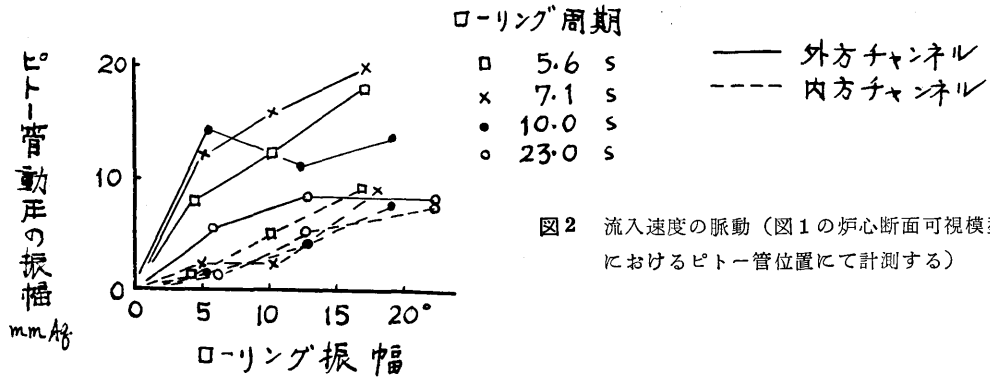 ローリング周期
□ 5.6 s
× 7.1 s
● 10.0 s
○ 23.0 s
—— 外方チャンネル
---- 内方チャンネル
ピトー管動圧の振幅
mmAq
20
10
0
0 5 10 15 20°
ローリング振幅
図2 流入速度の脈動(図1の炉心断面可視模型
におけるピトー管位置にて計測する)